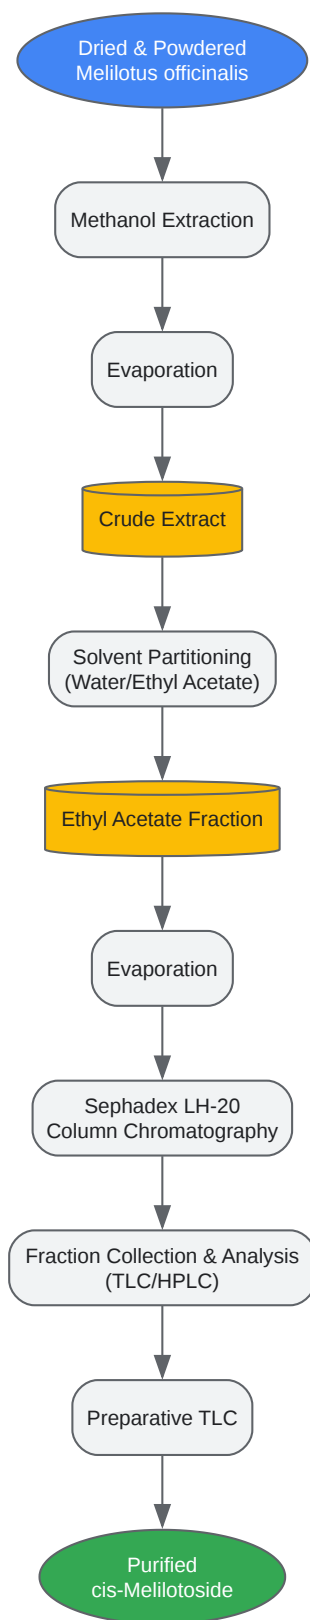 Dried & Powdered
Melilotus officinalis
Methanol Extraction
Evaporation
Crude Extract
Solvent Partitioning
(Water/Ethyl Acetate)
Ethyl Acetate Fraction
Evaporation
Sephadex LH-20
Column Chromatography
Fraction Collection & Analysis
(TLC/HPLC)
Preparative TLC
Purified
cis-Melilotoside